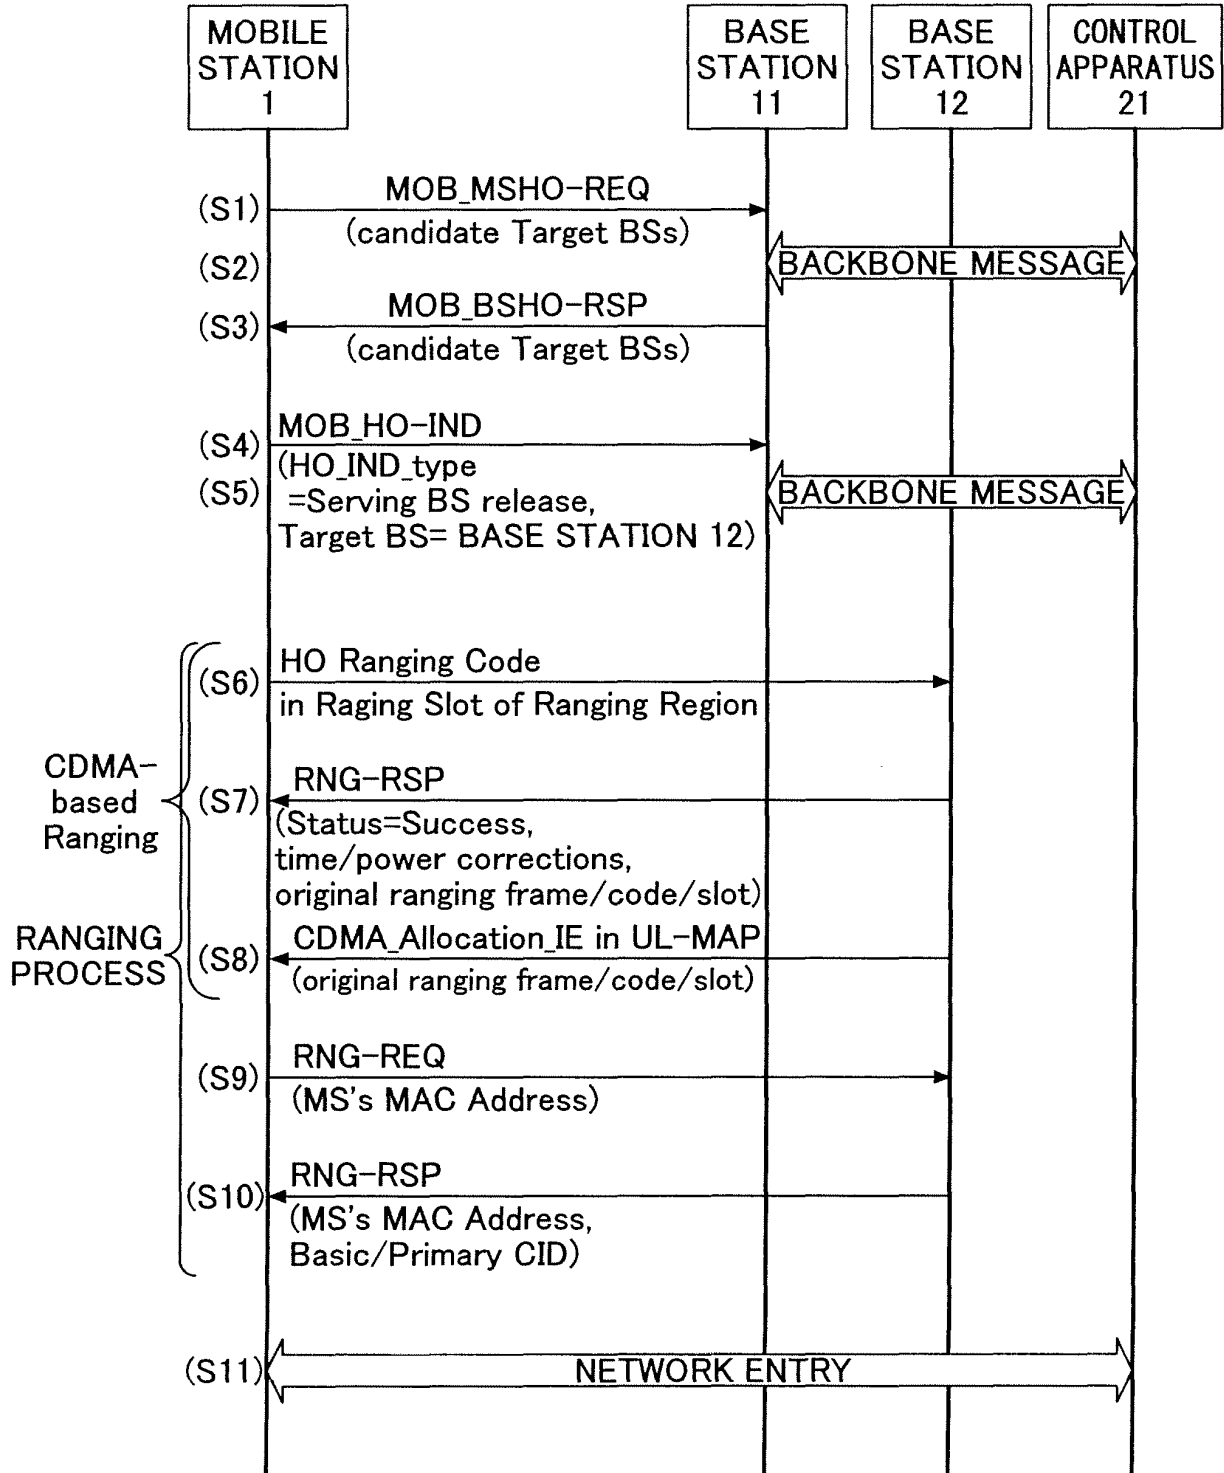 MOBILE
STATION
1
BASE
STATION
11
BASE
STATION
12
CONTROL
APPARATUS
21
(S1)
MOB_MSHO-REQ
(candidate Target BSs)
(S2)
BACKBONE MESSAGE
(S3)
MOB_BSHO-RSP
(candidate Target BSs)
(S4)
MOB_HO-IND
(HO_IND_type
(S5)
=Serving BS release,
BACKBONE MESSAGE
Target BS= BASE STATION 12)
(S6)
HO Ranging Code
in Raging Slot of Ranging Region
CDMA-
based
Ranging
(S7)
RNG-RSP
(Status=Success,
time/power corrections,
original ranging frame/code/slot)
RANGING
PROCESS
(S8)
CDMA_Allocation_IE in UL-MAP
(original ranging frame/code/slot)
(S9)
RNG-REQ
(MS's MAC Address)
(S10)
RNG-RSP
(MS's MAC Address,
Basic/Primary CID)
(S11)
NETWORK ENTRY